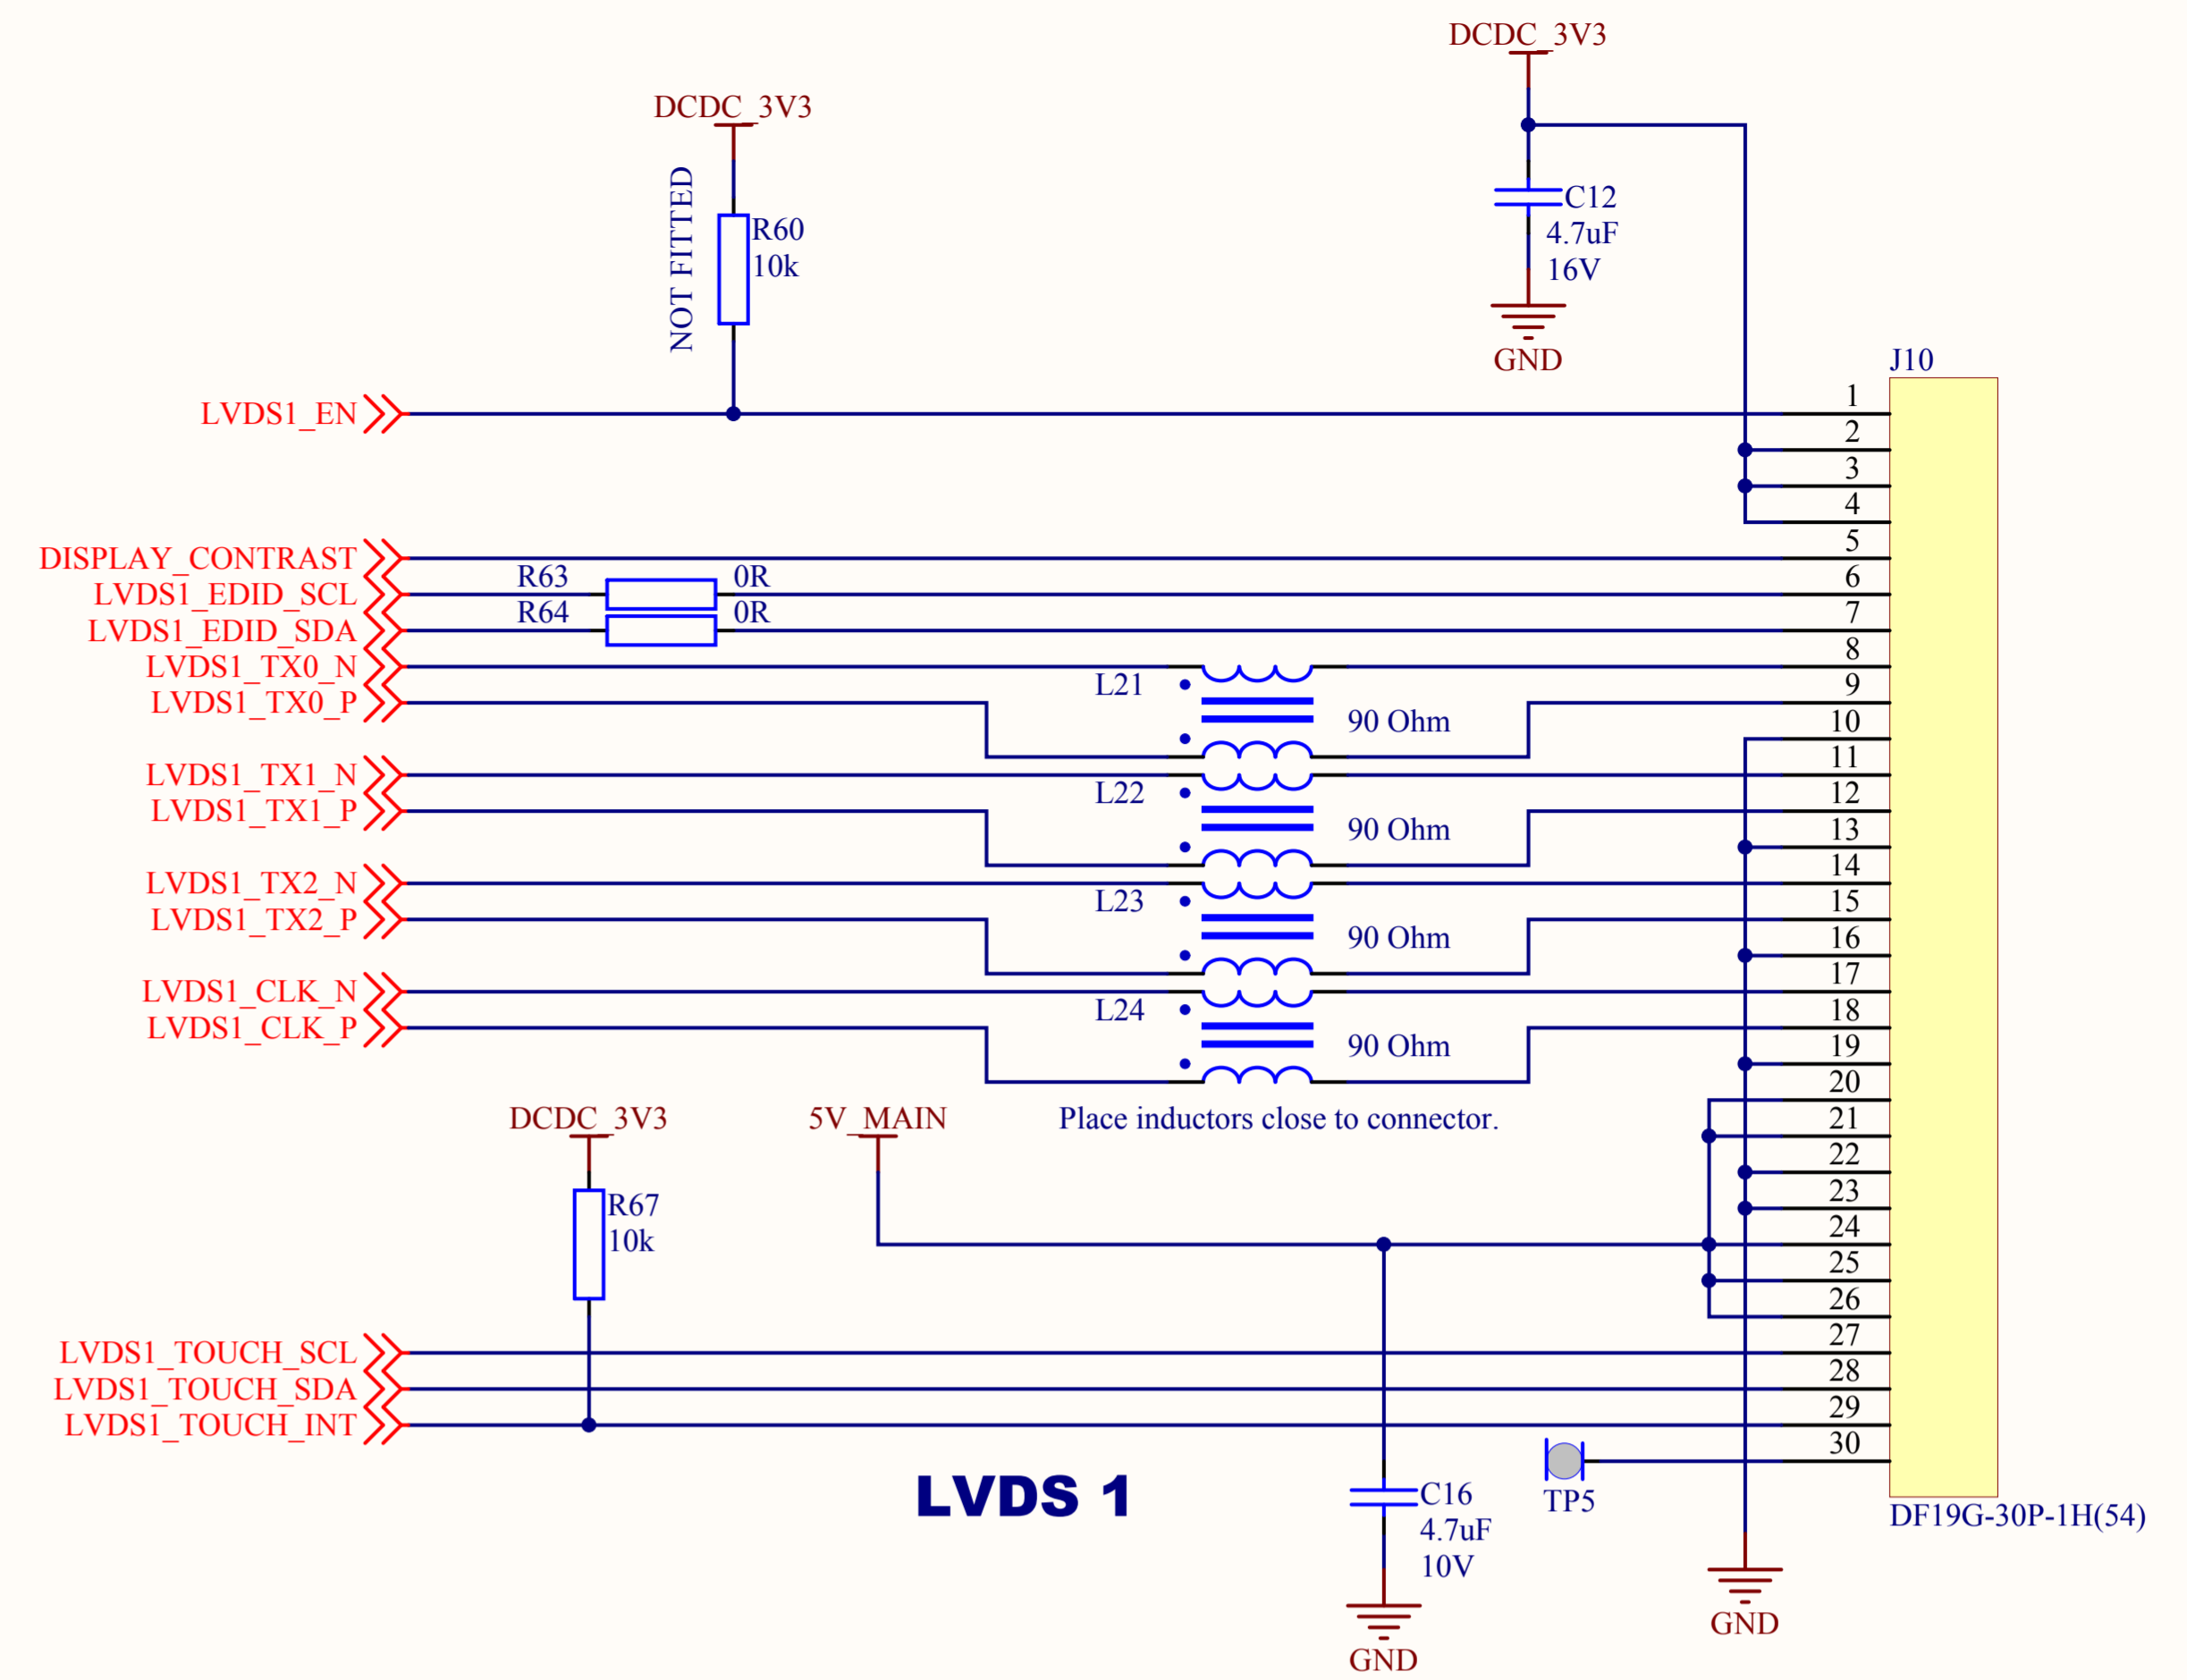 DCDC_3V3
DCDC_3V3
NOT FITTED
R60
10k
C12
4.7uF
16V
GND
J10
LVDS1_EN
1
2
3
4
DISPLAY_CONTRAST
5
LVDS1_EDID_SCL
R63
0R
6
LVDS1_EDID_SDA
R64
0R
7
LVDS1_TX0_N
8
LVDS1_TX0_P
L21
90 Ohm
9
10
LVDS1_TX1_N
11
LVDS1_TX1_P
L22
90 Ohm
12
13
LVDS1_TX2_N
14
LVDS1_TX2_P
L23
90 Ohm
15
16
LVDS1_CLK_N
17
LVDS1_CLK_P
L24
90 Ohm
18
19
20
DCDC_3V3
5V_MAIN
Place inductors close to connector.
21
22
R67
10k
23
24
25
26
LVDS1_TOUCH_SCL
27
LVDS1_TOUCH_SDA
28
LVDS1_TOUCH_INT
29
30
TP5
LVDS 1
C16
4.7uF
10V
GND
DF19G-30P-1H(54)
GND